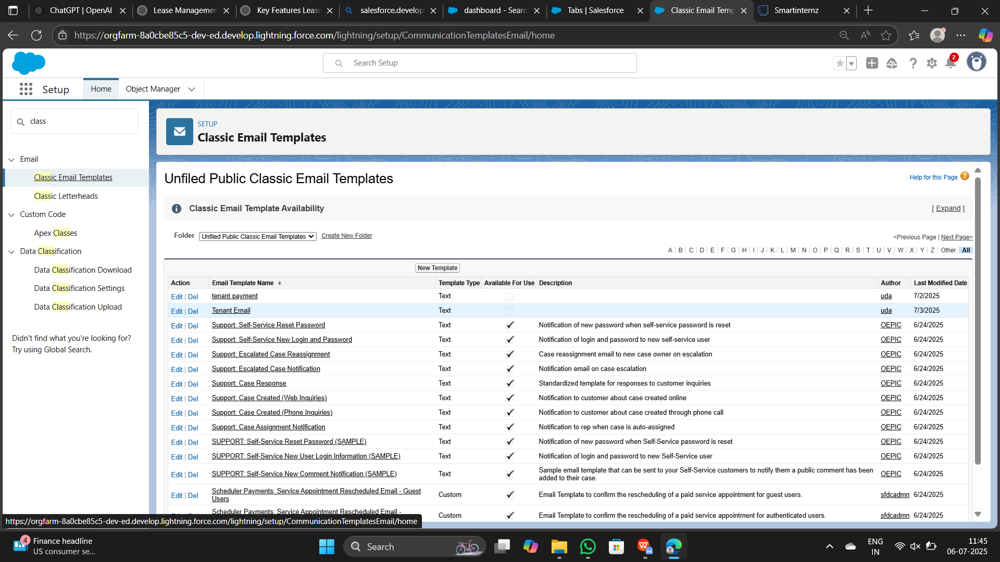 ChatGPT | OpenAI
Lease Managemen
Key Features Lease
salesforce.develop
dashboard - Searc
Tabs | Salesforce
Classic Email Temp
Smartinternz
https://orgfarm-8a0cbe85c5-dev-ed.develop.lightning.force.com/lightning/setup/CommunicationTemplatesEmail/home
Search Setup
2
Setup
Home
Object Manager
class
Email
Classic Email Templates
Classic Letterheads
Custom Code
Apex Classes
Data Classification
Data Classification Download
Data Classification Settings
Data Classification Upload
Didn't find what you're looking for?
Try using Global Search.
SETUP
Classic Email Templates
Unfiled Public Classic Email Templates
Help for this Page ?
Classic Email Template Availability
[ Expand ]
Folder Unfiled Public Classic Email Templates Create New Folder
<Previous Page | Next Page>
A | B | C | D | E | F | G | H | I | J | K | L | M | N | O | P | Q | R | S | T | U | V | W | X | Y | Z | Other | All
New Template
Action Email Template Name Template Type Available For Use Description Author Last Modified Date
Edit | Del tenant payment Text uda 7/2/2025
Edit | Del Tenant Email Text uda 7/3/2025
Edit | Del Support: Self-Service Reset Password Text Notification of new password when self-service password is reset OEPIC 6/24/2025
Edit | Del Support: Self-Service New Login and Password Text Notification of login and password to new self-service user OEPIC 6/24/2025
Edit | Del Support: Escalated Case Reassignment Text Case reassignment email to new case owner on escalation OEPIC 6/24/2025
Edit | Del Support: Escalated Case Notification Text Notification email on case escalation OEPIC 6/24/2025
Edit | Del Support: Case Response Text Standardized template for responses to customer inquiries OEPIC 6/24/2025
Edit | Del Support: Case Created (Web Inquiries) Text Notification to customer about case created online OEPIC 6/24/2025
Edit | Del Support: Case Created (Phone Inquiries) Text Notification to customer about case created through phone call OEPIC 6/24/2025
Edit | Del Support: Case Assignment Notification Text Notification to rep when case is auto-assigned OEPIC 6/24/2025
Edit | Del SUPPORT: Self-Service Reset Password (SAMPLE) Text Notification of new password when Self-Service password is reset OEPIC 6/24/2025
Edit | Del SUPPORT: Self-Service New User Login Information (SAMPLE) Text Notification of login and password to new Self-Service user OEPIC 6/24/2025
Edit | Del SUPPORT: Self-Service New Comment Notification (SAMPLE) Text Sample email template that can be sent to your Self-Service customers to notify them a public comment has been
added to their case. OEPIC 6/24/2025
Edit | Del Scheduler Payments: Service Appointment Rescheduled Email - Guest
Users Custom Email Template to confirm the rescheduling of a paid service appointment for guest users. sfdcadmn 6/24/2025
Scheduler Payments: Service Appointment Rescheduled Email -
Custom Email Template to confirm the rescheduling of a paid service appointment for authenticated users. sfdcadmn 6/24/2025
https://orgfarm-8a0cbe85c5-dev-ed.develop.lightning.force.com/lightning/setup/CommunicationTemplatesEmail/home
4
Finance headline
US consumer se...
Search
ENG
IN
11:45
06-07-2025